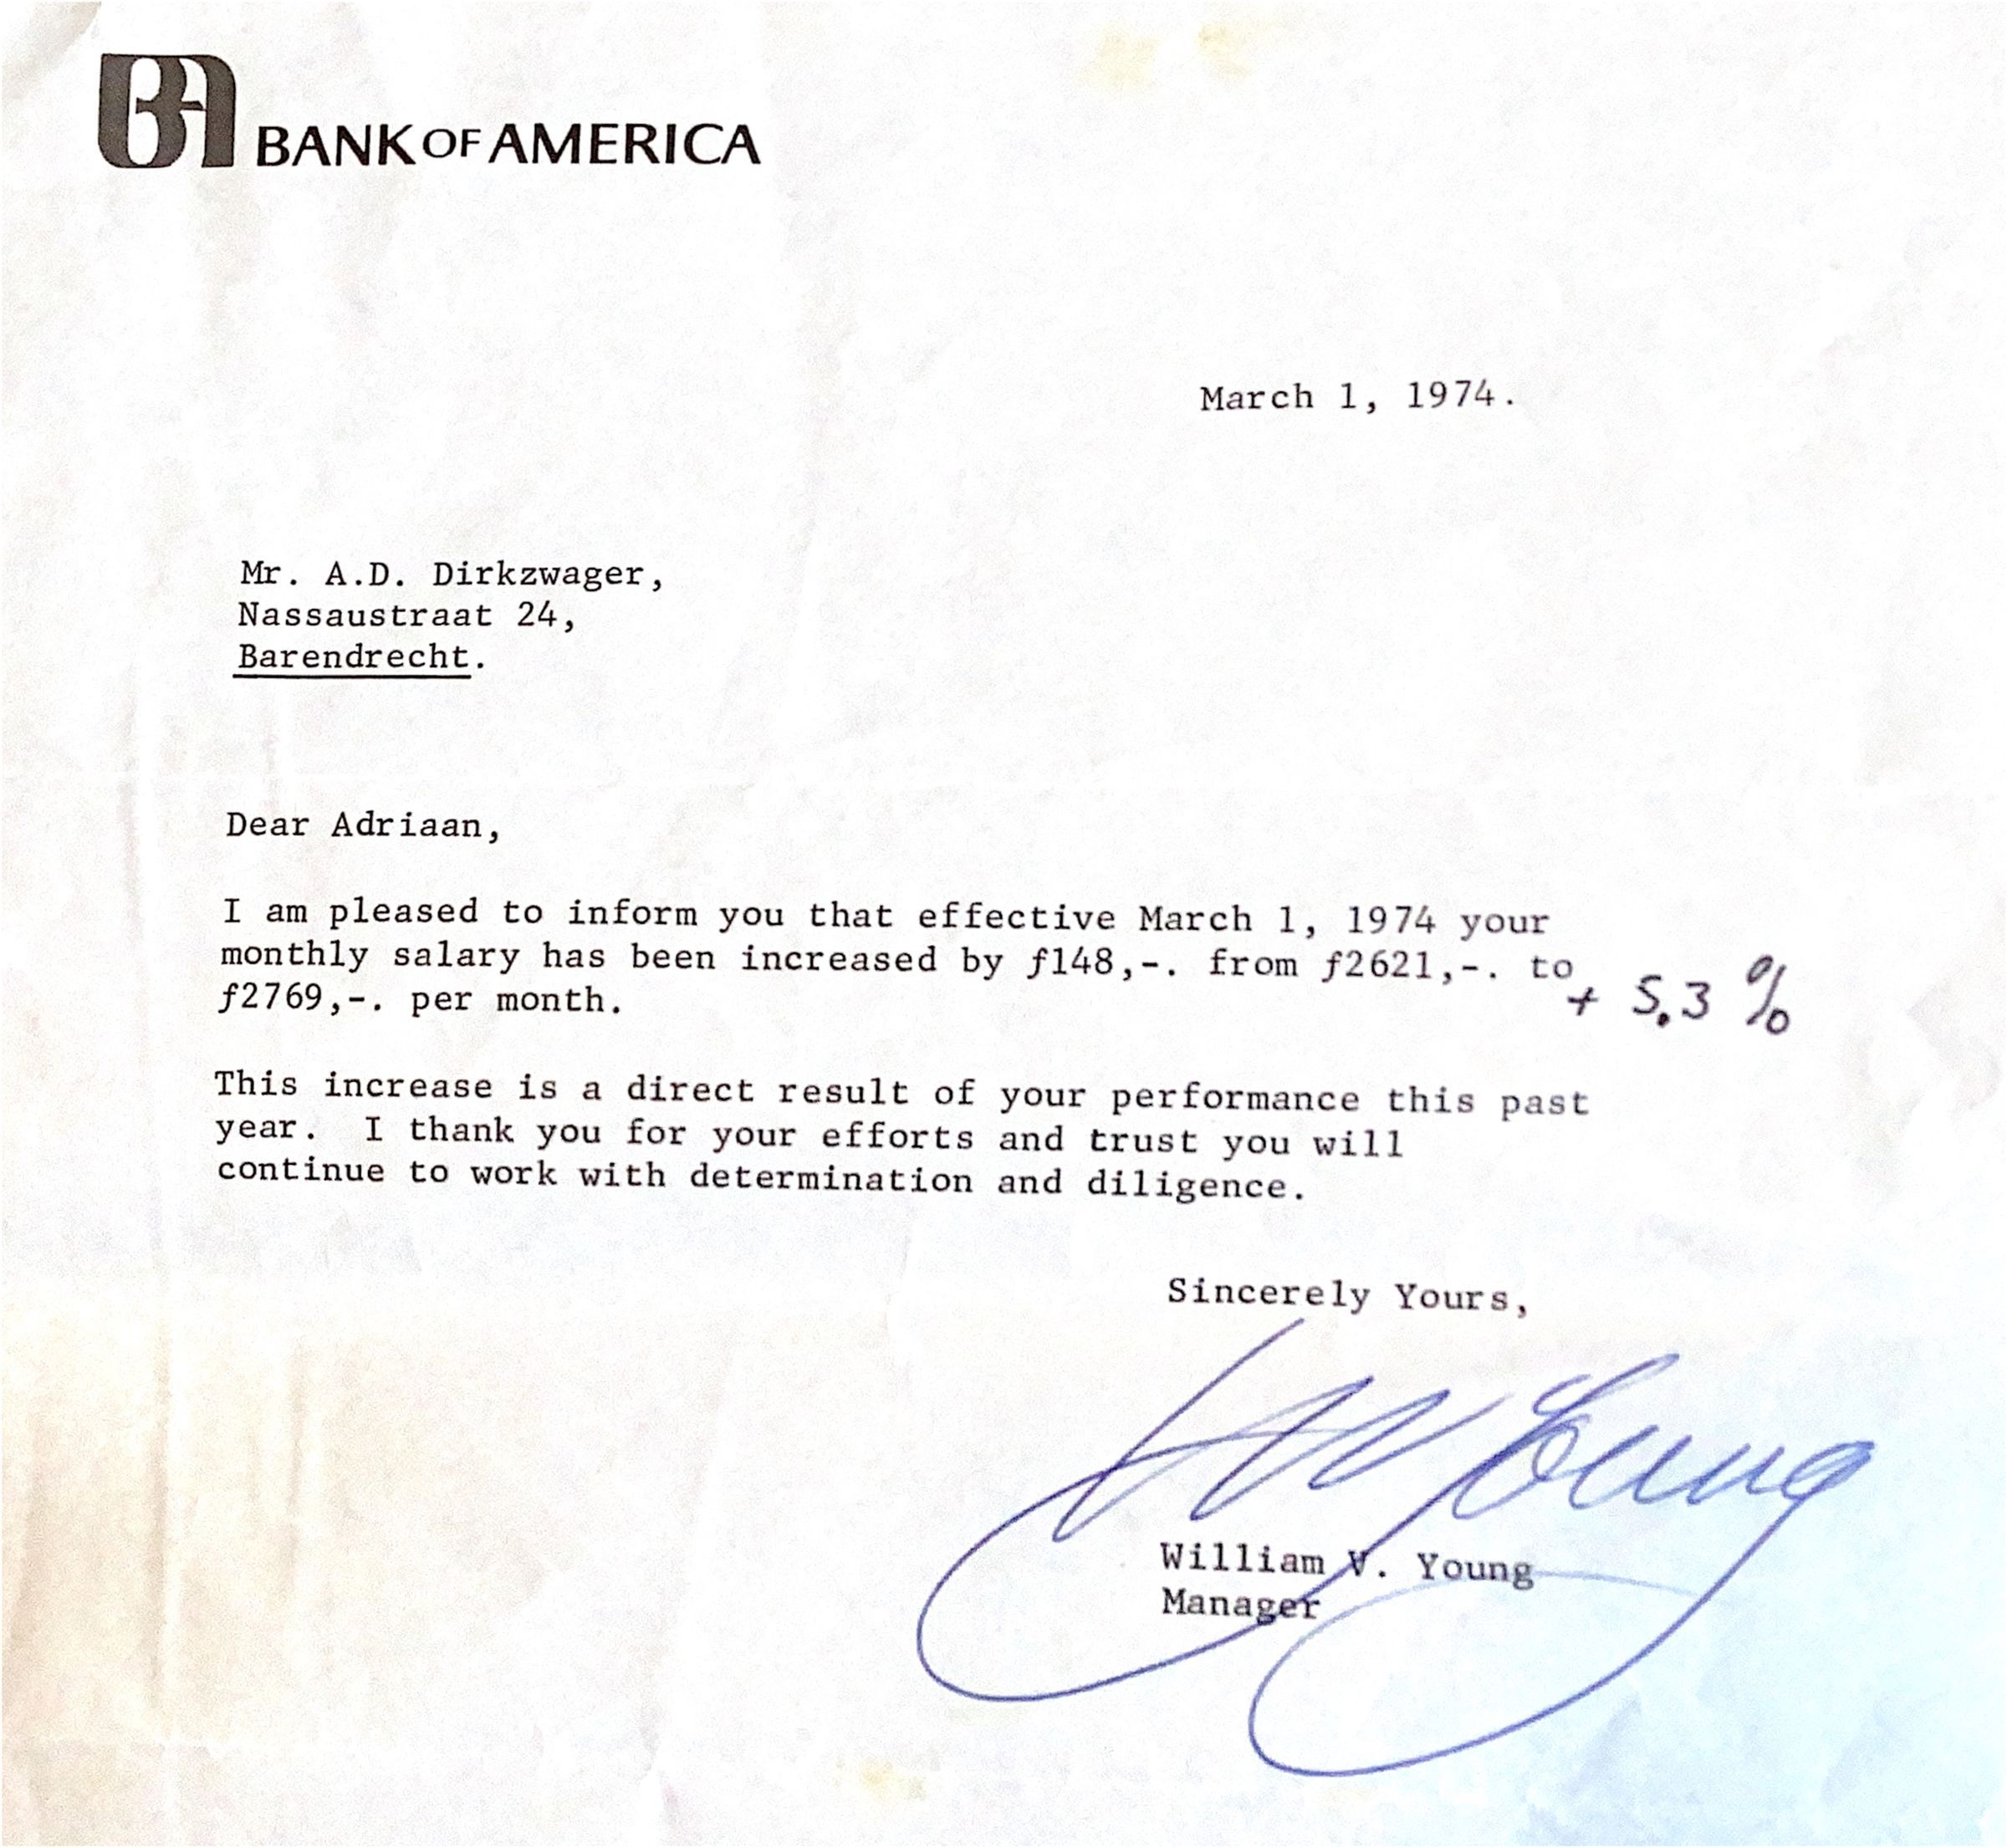 BA BANK OF AMERICA
March 1, 1974.
Mr. A.D. Dirkzwager,
Nassaustraat 24,
Barendrecht.
Dear Adriaan,
I am pleased to inform you that effective March 1, 1974 your
monthly salary has been increased by ƒ148,-. from ƒ2621,-. to
ƒ2769,-. per month.
+ 5.3 %
This increase is a direct result of your performance this past
year.  I thank you for your efforts and trust you will
continue to work with determination and diligence.
Sincerely Yours,
W V Young
William V. Young
Manager